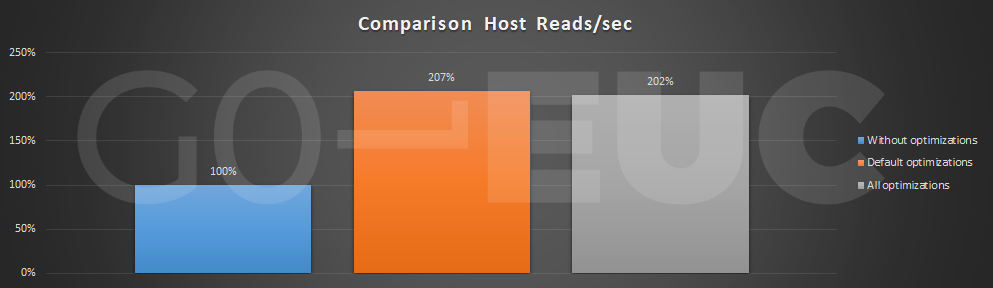 Comparison Host Reads/sec
250%
200%
150%
100%
50%
0%
100%
207%
202%
Without optimizations
Default optimizations
All optimizations
GO-EUC